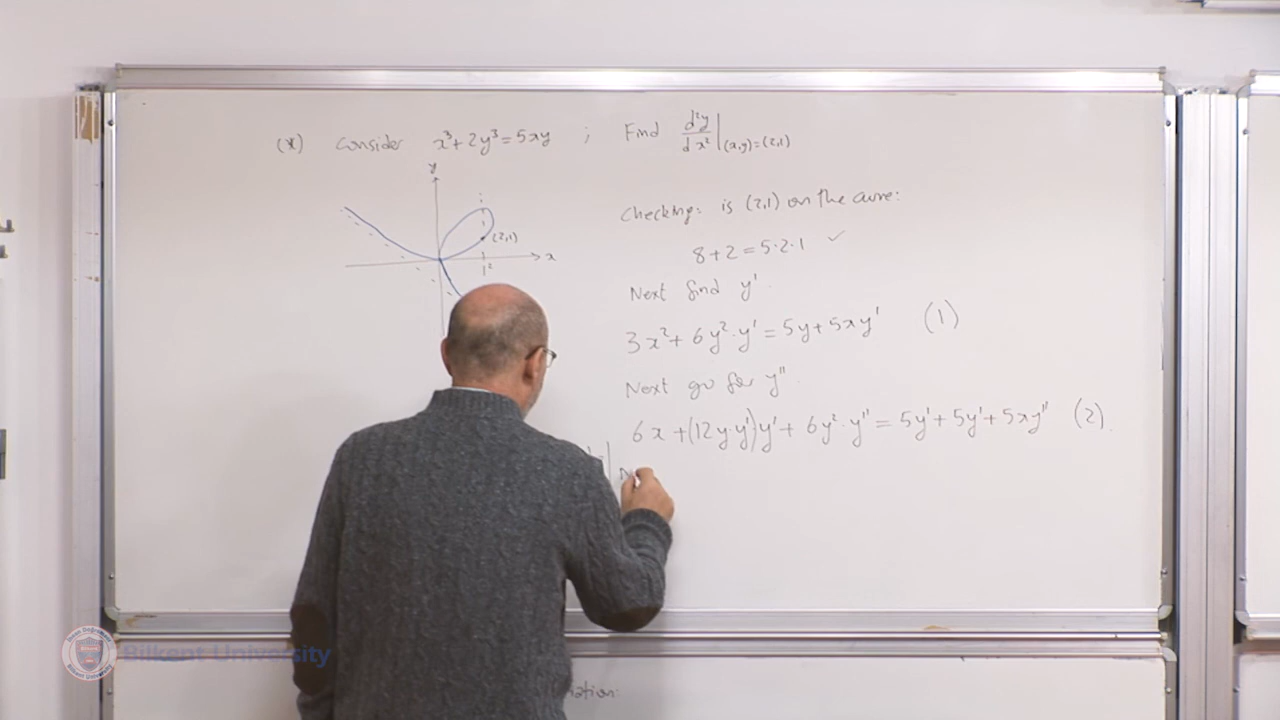 (*) Consider x³+2y³=5xy ; Find d²y/dx²|(x,y)=(2,1)
y
(2,1)
x
2
Checking: is (2,1) on the curve:
8+2=5·2·1 ✓
Next find y'.
3x²+6y²·y'=5y+5xy' (1)
Next go for y".
6x+(12y·y')y'+6y²·y"=5y'+5y'+5xy" (2).
Bilkent University